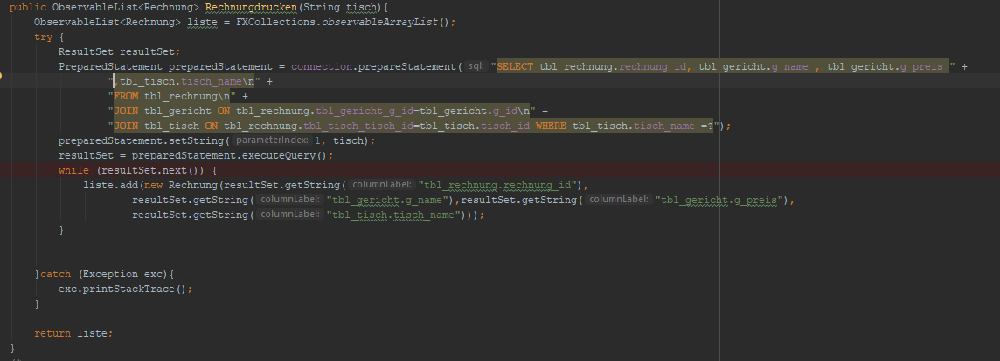 public ObservableList<Rechnung> Rechnungdrucken(String tisch){
ObservableList<Rechnung> liste = FXCollections.observableArrayList();
try {
ResultSet resultSet;
PreparedStatement preparedStatement = connection.prepareStatement( sql: "SELECT tbl_rechnung.rechnung_id, tbl_gericht.g_name , tbl_gericht.g_preis " +
",tbl_tisch.tisch_name\n" +
"FROM tbl_rechnung\n" +
"JOIN tbl_gericht ON tbl_rechnung.tbl_gericht_g_id=tbl_gericht.g_id\n" +
"JOIN tbl_tisch ON tbl_rechnung.tbl_tisch_tisch_id=tbl_tisch.tisch_id WHERE tbl_tisch.tisch_name =?");
preparedStatement.setString( parameterIndex: 1, tisch);
resultSet = preparedStatement.executeQuery();
while (resultSet.next()) {
liste.add(new Rechnung(resultSet.getString( columnLabel: "tbl_rechnung.rechnung_id"),
resultSet.getString( columnLabel: "tbl_gericht.g_name"),resultSet.getString( columnLabel: "tbl_gericht.g_preis"),
resultSet.getString( columnLabel: "tbl_tisch.tisch_name")));
}
}catch (Exception exc){
exc.printStackTrace();
}
return liste;
}